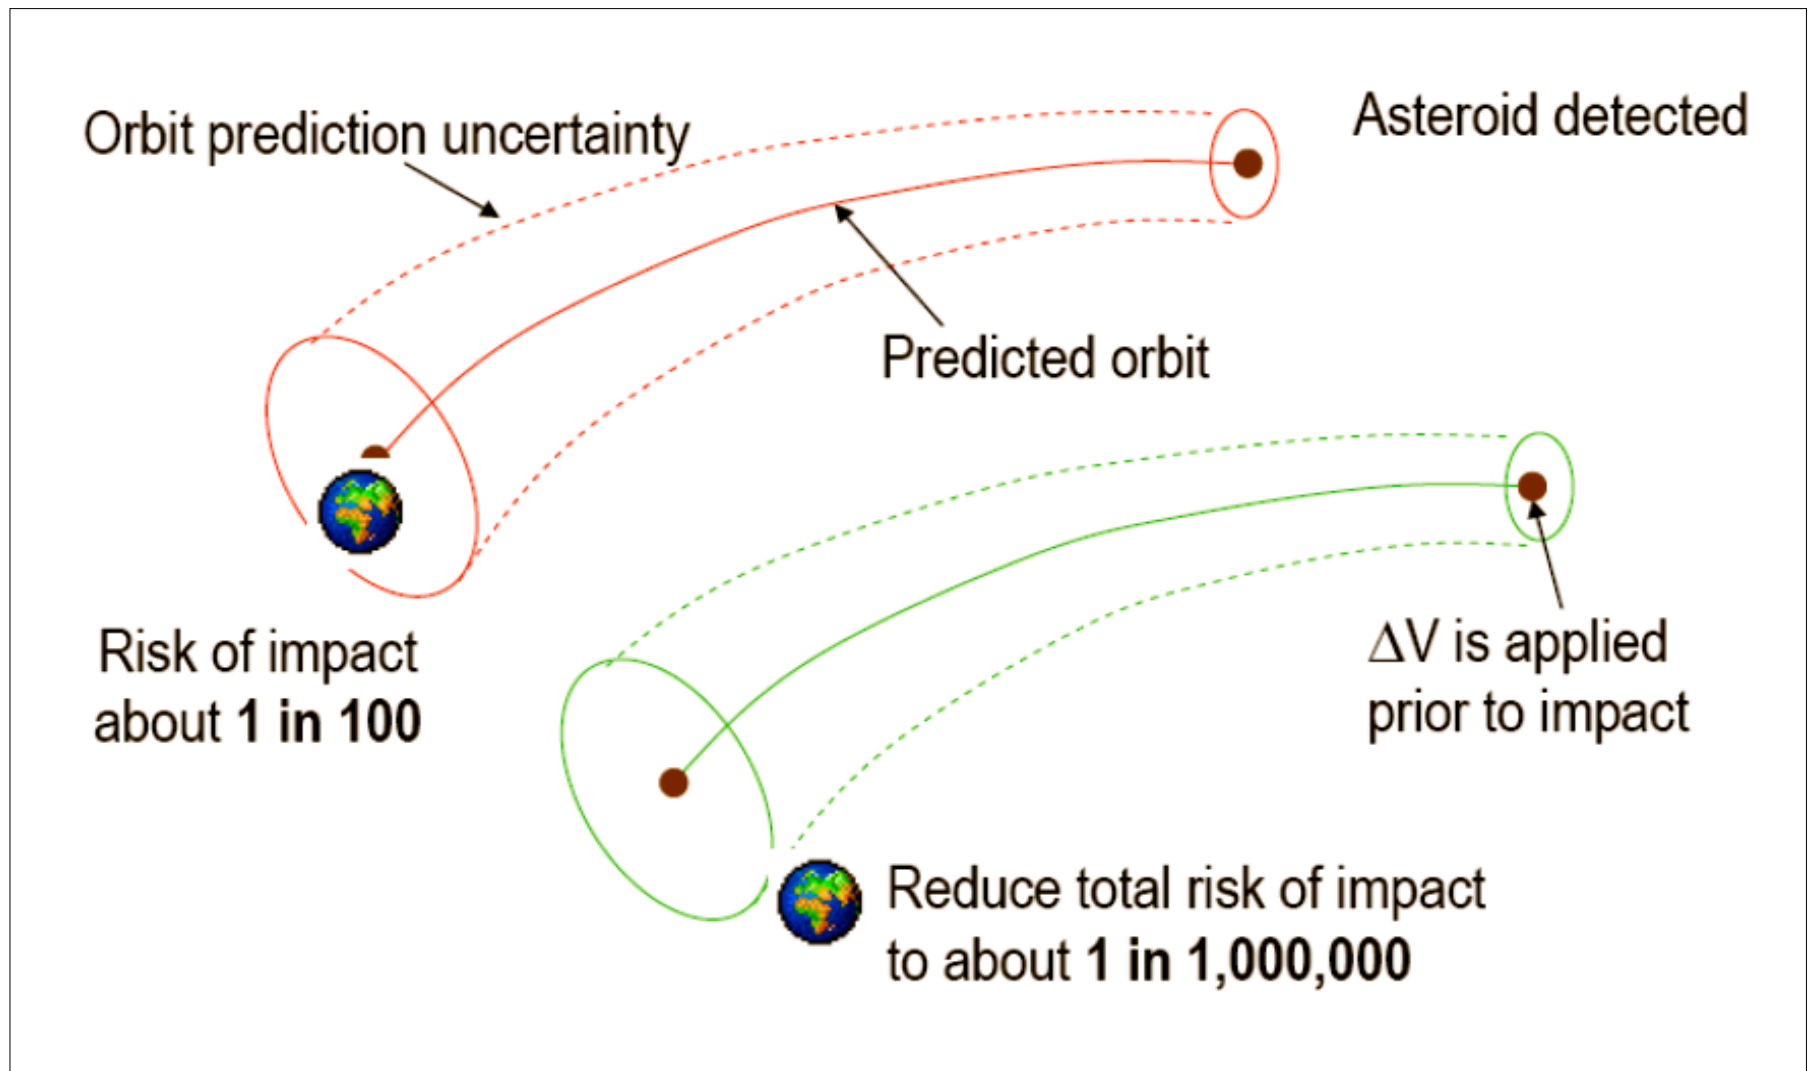 Orbit prediction uncertainty
Asteroid detected
Predicted orbit
Risk of impact
about 1 in 100
ΔV is applied
prior to impact
Reduce total risk of impact
to about 1 in 1,000,000